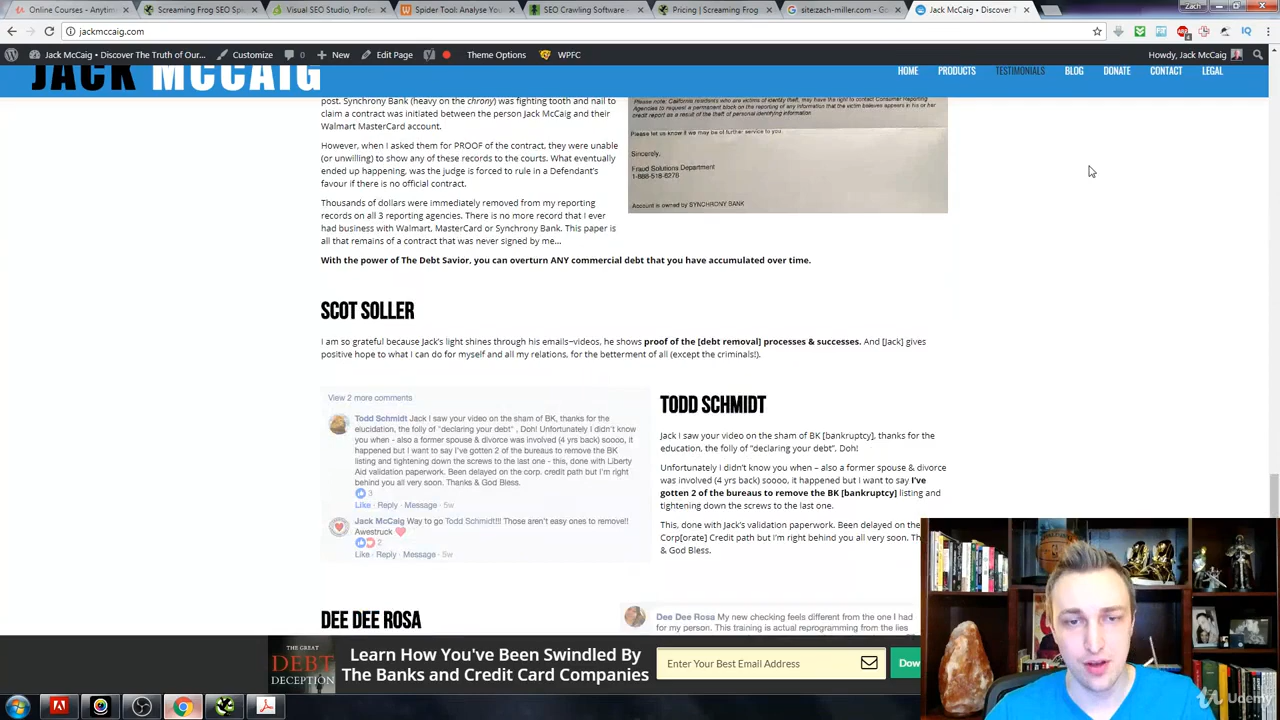 Online Courses - Anytim
Screaming Frog SEO Spi
Visual SEO Studio, Profes
Spider Tool: Analyse You
SEO Crawling Software -
Pricing | Screaming Frog
sitezach-miller.com - Go
Jack McCaig • Discover T
Zach
jackmccaig.com
Jack McCaig • Discover The Truth of Our...
Customize
0
New
Edit Page
Theme Options
WPFC
Howdy, Jack McCaig
JACK MCCAIG
HOME
PRODUCTS
TESTIMONIALS
BLOG
DONATE
CONTACT
LEGAL
post. Synchrony Bank (heavy on the chrony) was fighting tooth and nail to
claim a contract was initiated between the person Jack McCaig and their
Walmart MasterCard account.
However, when I asked them for PROOF of the contract, they were unable
(or unwilling) to show any of these records to the courts. What eventually
ended up happening, was the judge is forced to rule in a Defendant's
favour if there is no official contract.
Thousands of dollars were immediately removed from my reporting
records on all 3 reporting agencies. There is no more record that I ever
had business with Walmart, MasterCard or Synchrony Bank. This paper is
all that remains of a contract that was never signed by me...
Please note, California residents who are victims of identity theft, may have the right to contact Consumer Reporting
Agencies to request a permanent block on the reporting of any information that the victim believes appears in his or her
credit report as a result of the theft of personal identifying information.
Please let us know if we may be of further service to you.
Sincerely,
Fraud Solutions Department
1-888-518-8276
Account is owned by SYNCHRONY BANK
With the power of The Debt Savior, you can overturn ANY commercial debt that you have accumulated over time.
SCOT SOLLER
I am so grateful because Jack's light shines through his emails~videos, he shows proof of the [debt removal] processes & successes. And [Jack] gives
positive hope to what I can do for myself and all my relations, for the betterment of all (except the criminals!).
View 2 more comments
Todd Schmidt Jack I saw your video on the sham of BK, thanks for the
elucidation, the folly of "declaring your debt" , Doh! Unfortunately I didn't know
you when - also a former spouse & divorce was involved (4 yrs back) soooo, it
happened but I want to say I've gotten 2 of the bureaus to remove the BK
listing and tightening down the screws to the last one - this, done with Liberty
Aid validation paperwork. Been delayed on the corp. credit path but I'm right
behind you all very soon. Thanks & God Bless.
3
Like · Reply · Message · 5w
Jack McCaig Way to go Todd Schmidt!!! Those aren't easy ones to remove!!
Awestruck
2
Like · Reply · Message · 5w
TODD SCHMIDT
Jack I saw your video on the sham of BK [bankruptcy], thanks for the
education, the folly of "declaring your debt". Doh!
Unfortunately I didn't know you when – also a former spouse & divorce
was involved (4 yrs back) soooo, it happened but I want to say I've
gotten 2 of the bureaus to remove the BK [bankruptcy] listing and
tightening down the screws to the last one.
This, done with Jack's validation paperwork. Been delayed on the
Corp[orate] Credit path but I'm right behind you all very soon. Th
& God Bless.
DEE DEE ROSA
Dee Dee Rosa My new checking feels different from the one I had
for my person. This training is actual reprogramming from the lies
THE GREAT
DEBT
DECEPTION
Learn How You've Been Swindled By
The Banks and Credit Card Companies
Enter Your Best Email Address
Dow
Udemy